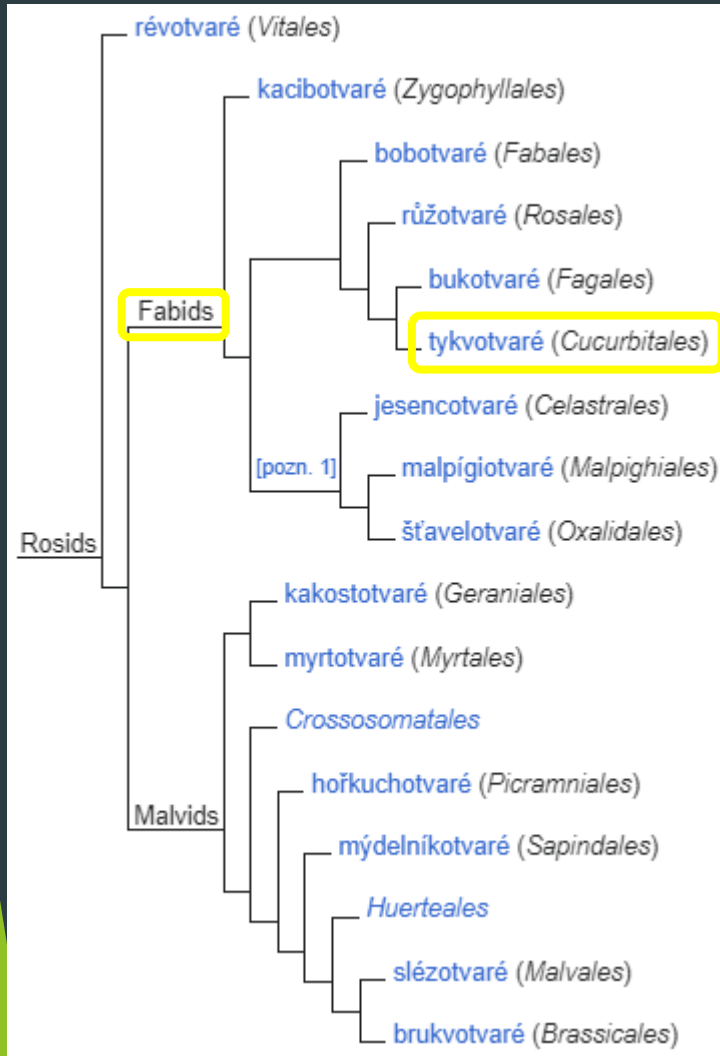 révotvaré (Vitales)
kacibotvaré (Zygophyllales)
bobotvaré (Fabales)
růžotvaré (Rosales)
bukotvaré (Fagales)
Fabids
tykvotvaré (Cucurbitales)
jesencotvaré (Celastrales)
[pozn. 1]
malpígiotvaré (Malpighiales)
šťavelotvaré (Oxalidales)
Rosids
kakostotvaré (Geraniales)
myrtotvaré (Myrtales)
Crossosomatales
hořkuchotvaré (Picramniales)
Malvids
mýdelníkotvaré (Sapindales)
Huerteales
slézotvaré (Malvales)
brukvotvaré (Brassicales)